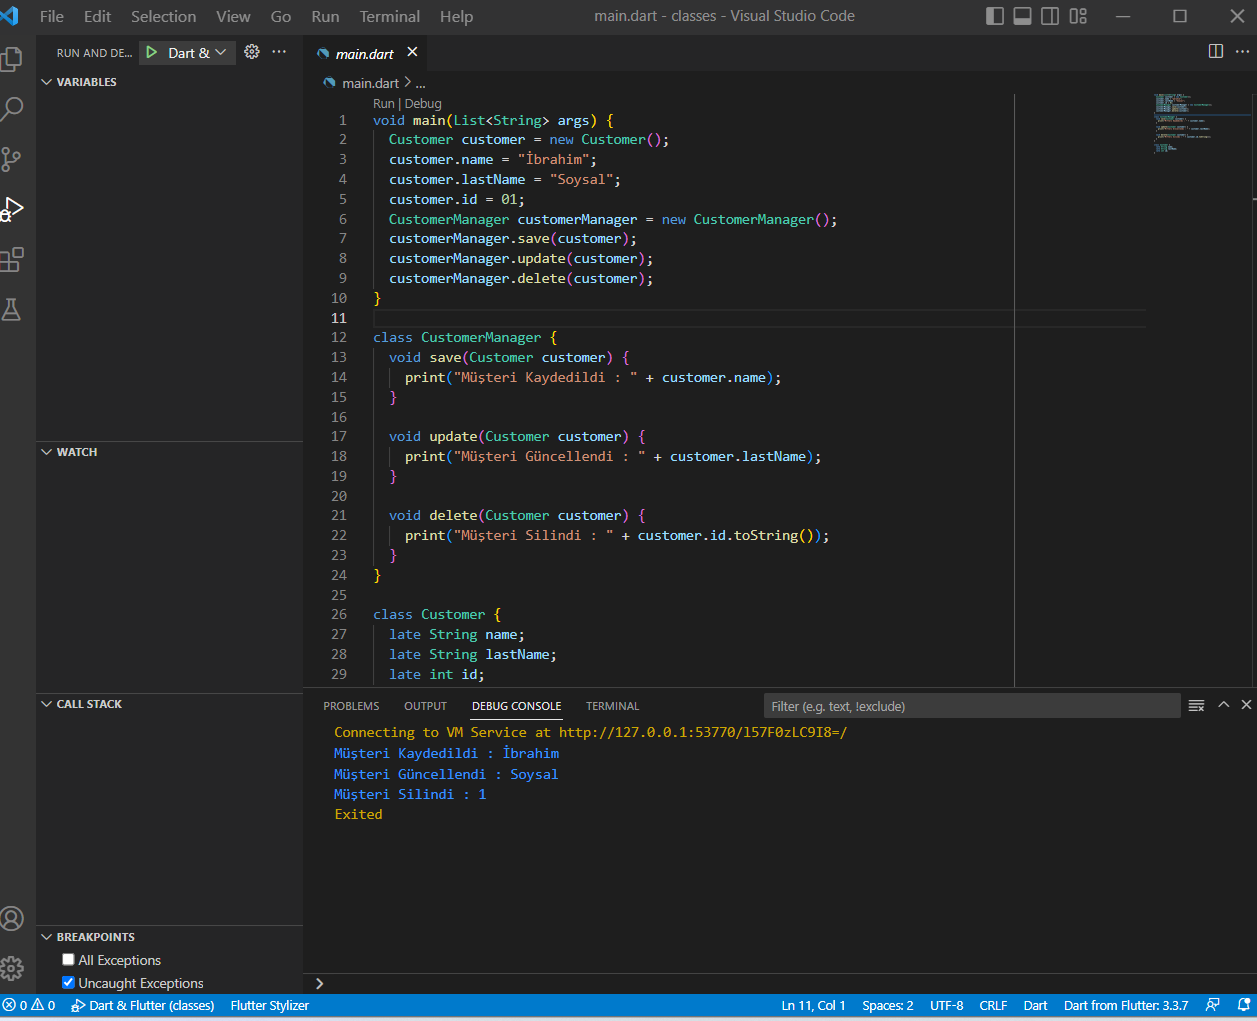 File Edit Selection View Go Run Terminal Help main.dart - classes - Visual Studio Code
RUN AND DE... Dart & ···
main.dart
VARIABLES
main.dart > ...
Run | Debug
1 void main(List<String> args) {
2 Customer customer = new Customer();
3 customer.name = "İbrahim";
4 customer.lastName = "Soysal";
5 customer.id = 01;
6 CustomerManager customerManager = new CustomerManager();
7 customerManager.save(customer);
8 customerManager.update(customer);
9 customerManager.delete(customer);
10 }
11
12 class CustomerManager {
13 void save(Customer customer) {
14 print("Müşteri Kaydedildi : " + customer.name);
15 }
16
17 void update(Customer customer) {
18 print("Müşteri Güncellendi : " + customer.lastName);
19 }
20
21 void delete(Customer customer) {
22 print("Müşteri Silindi : " + customer.id.toString());
23 }
24 }
25
26 class Customer {
27 late String name;
28 late String lastName;
29 late int id;
WATCH
CALL STACK
PROBLEMS OUTPUT DEBUG CONSOLE TERMINAL Filter (e.g. text, !exclude)
Connecting to VM Service at http://127.0.0.1:53770/l57F0zLC9I8=/
Müşteri Kaydedildi : İbrahim
Müşteri Güncellendi : Soysal
Müşteri Silindi : 1
Exited
BREAKPOINTS
All Exceptions
Uncaught Exceptions
0 0 Dart & Flutter (classes) Flutter Stylizer Ln 11, Col 1 Spaces: 2 UTF-8 CRLF Dart Dart from Flutter: 3.3.7